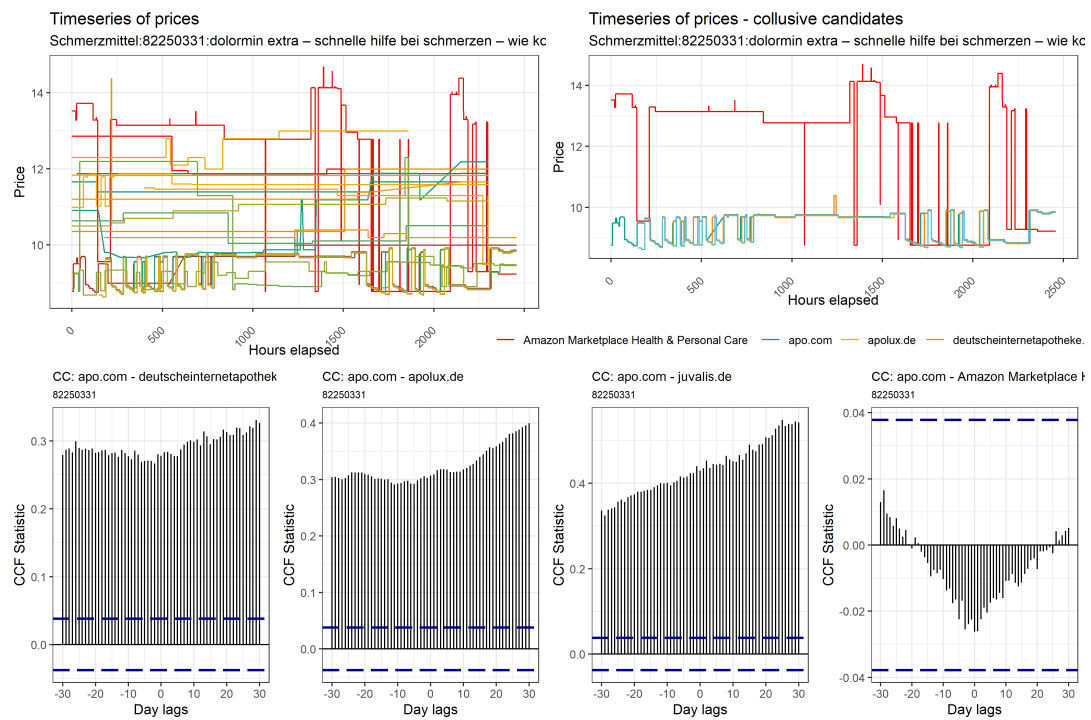 Timeseries of prices
Schmerzmittel:82250331:dolormin extra – schnelle hilfe bei schmerzen – wie ko
14
12
10
Price
0
500
1000
1500
2000
Hours elapsed
Timeseries of prices - collusive candidates
Schmerzmittel:82250331:dolormin extra – schnelle hilfe bei schmerzen – wie ko
14
12
10
Price
0
500
1000
1500
2000
2500
Hours elapsed
Amazon Marketplace Health & Personal Care apo.com apolux.de deutscheinternetapotheke.
CC: apo.com - deutscheinternetapothek
82250331
0.3
0.2
0.1
0.0
CCF Statistic
-30 -20 -10 0 10 20 30
Day lags
CC: apo.com - apolux.de
82250331
0.4
0.3
0.2
0.1
0.0
CCF Statistic
-30 -20 -10 0 10 20 30
Day lags
CC: apo.com - juvalis.de
82250331
0.4
0.2
0.0
CCF Statistic
-30 -20 -10 0 10 20 30
Day lags
CC: apo.com - Amazon Marketplace H
82250331
0.04
0.02
0.00
-0.02
-0.04
CCF Statistic
-30 -20 -10 0 10 20 30
Day lags